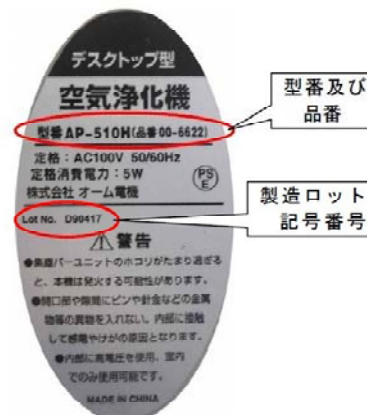 デスクトップ型
空気浄化機
型番 AP-510H(品番00-6622)
定格：AC100V 50/60Hz
定格消費電力：5W
株式会社 オーム電機
PS
E
Lot No. D90417
警告
●集塵バーユニットのホコリがたまり過ぎる
と、本機は発火する可能性があります。
●開口部や隙間にピンや針金などの金属
物等の異物を入れない。内部に接触
して感電やけがの原因となります。
●内部に高電圧を使用、室内
でのみ使用可能です。
MADE IN CHINA
型番及び
品番
製造ロット
記号番号